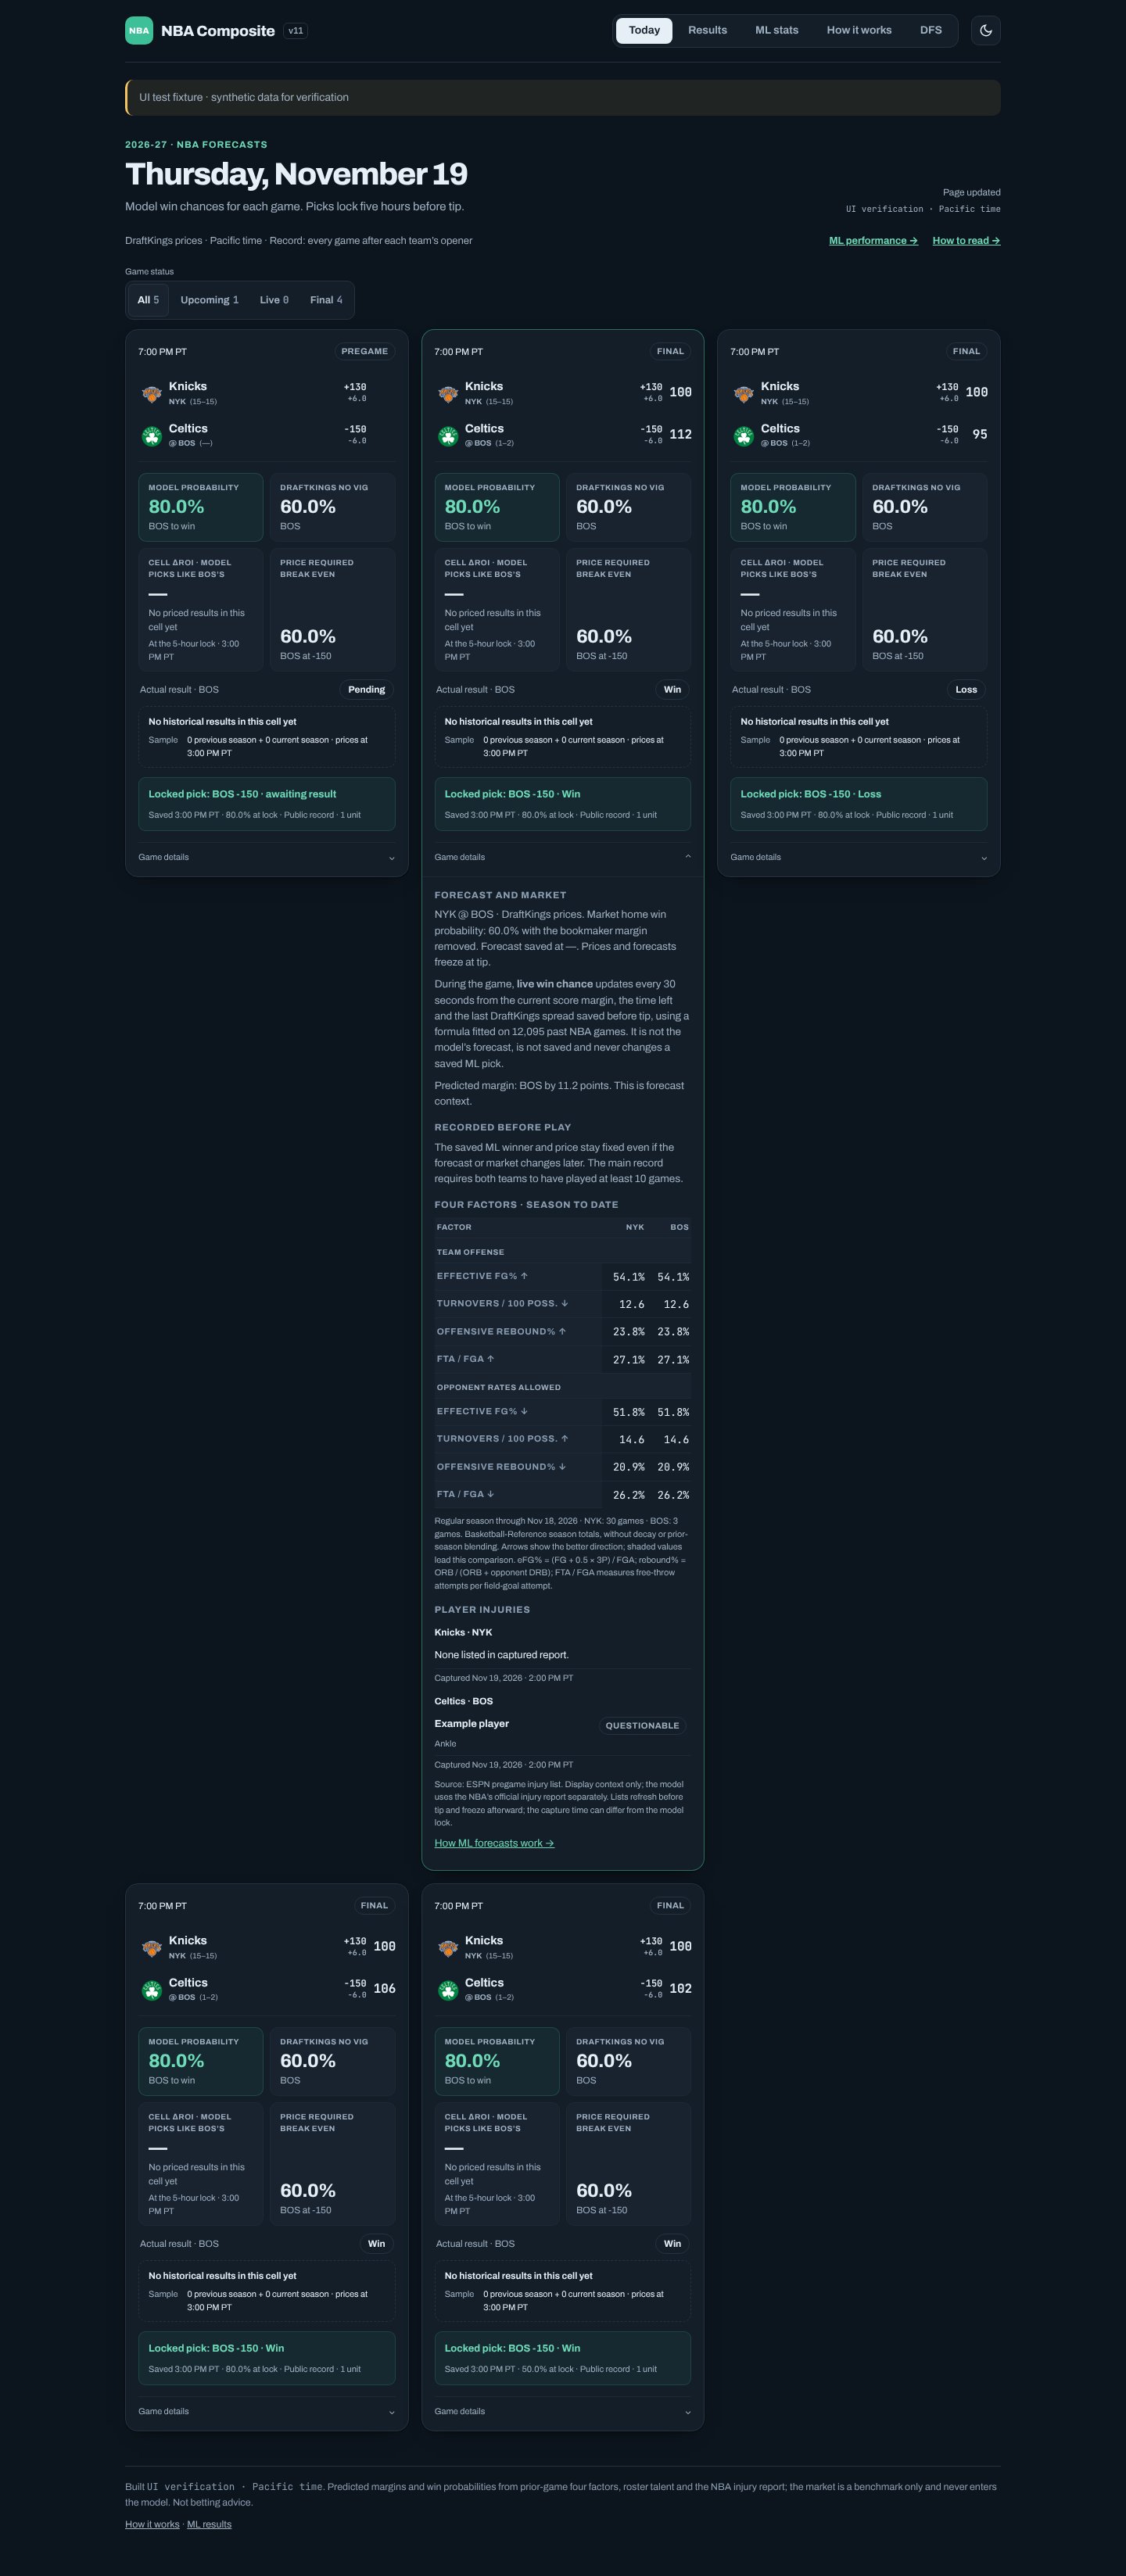 NBA NBA Composite v11
Today Results ML stats How it works DFS
UI test fixture · synthetic data for verification
2026-27 · NBA FORECASTS
Thursday, November 19
Model win chances for each game. Picks lock five hours before tip.
Page updated
UI verification · Pacific time
DraftKings prices · Pacific time · Record: every game after each team's opener
ML performance → How to read →
Game status
All 5 Upcoming 1 Live 0 Final 4
7:00 PM PT PREGAME
Knicks +130
NYK (15–15) +6.0
Celtics -150
@ BOS (—) -6.0
MODEL PROBABILITY
80.0%
BOS to win
DRAFTKINGS NO VIG
60.0%
BOS
CELL ΔROI · MODEL
PICKS LIKE BOS'S
—
No priced results in this
cell yet
At the 5-hour lock · 3:00
PM PT
PRICE REQUIRED
BREAK EVEN
60.0%
BOS at -150
Actual result · BOS Pending
No historical results in this cell yet
Sample 0 previous season + 0 current season · prices at
3:00 PM PT
Locked pick: BOS -150 · awaiting result
Saved 3:00 PM PT · 80.0% at lock · Public record · 1 unit
Game details
7:00 PM PT FINAL
Knicks +130 100
NYK (15–15) +6.0
Celtics -150 112
@ BOS (1–2) -6.0
MODEL PROBABILITY
80.0%
BOS to win
DRAFTKINGS NO VIG
60.0%
BOS
CELL ΔROI · MODEL
PICKS LIKE BOS'S
—
No priced results in this
cell yet
At the 5-hour lock · 3:00
PM PT
PRICE REQUIRED
BREAK EVEN
60.0%
BOS at -150
Actual result · BOS Win
No historical results in this cell yet
Sample 0 previous season + 0 current season · prices at
3:00 PM PT
Locked pick: BOS -150 · Win
Saved 3:00 PM PT · 80.0% at lock · Public record · 1 unit
Game details
FORECAST AND MARKET
NYK @ BOS · DraftKings prices. Market home win
probability: 60.0% with the bookmaker margin
removed. Forecast saved at —. Prices and forecasts
freeze at tip.
During the game, live win chance updates every 30
seconds from the current score margin, the time left
and the last DraftKings spread saved before tip, using a
formula fitted on 12,095 past NBA games. It is not the
model's forecast, is not saved and never changes a
saved ML pick.
Predicted margin: BOS by 11.2 points. This is forecast
context.
RECORDED BEFORE PLAY
The saved ML winner and price stay fixed even if the
forecast or market changes later. The main record
requires both teams to have played at least 10 games.
FOUR FACTORS · SEASON TO DATE
FACTOR NYK BOS
TEAM OFFENSE
EFFECTIVE FG% ↑ 54.1% 54.1%
TURNOVERS / 100 POSS. ↓ 12.6 12.6
OFFENSIVE REBOUND% ↑ 23.8% 23.8%
FTA / FGA ↑ 27.1% 27.1%
OPPONENT RATES ALLOWED
EFFECTIVE FG% ↓ 51.8% 51.8%
TURNOVERS / 100 POSS. ↑ 14.6 14.6
OFFENSIVE REBOUND% ↓ 20.9% 20.9%
FTA / FGA ↓ 26.2% 26.2%
Regular season through Nov 18, 2026 · NYK: 30 games · BOS: 3
games. Basketball-Reference season totals, without decay or prior-
season blending. Arrows show the better direction; shaded values
lead this comparison. eFG% = (FG + 0.5 × 3P) / FGA; rebound% =
ORB / (ORB + opponent DRB); FTA / FGA measures free-throw
attempts per field-goal attempt.
PLAYER INJURIES
Knicks · NYK
None listed in captured report.
Captured Nov 19, 2026 · 2:00 PM PT
Celtics · BOS
Example player QUESTIONABLE
Ankle
Captured Nov 19, 2026 · 2:00 PM PT
Source: ESPN pregame injury list. Display context only; the model
uses the NBA's official injury report separately. Lists refresh before
tip and freeze afterward; the capture time can differ from the model
lock.
How ML forecasts work →
7:00 PM PT FINAL
Knicks +130 100
NYK (15–15) +6.0
Celtics -150 95
@ BOS (1–2) -6.0
MODEL PROBABILITY
80.0%
BOS to win
DRAFTKINGS NO VIG
60.0%
BOS
CELL ΔROI · MODEL
PICKS LIKE BOS'S
—
No priced results in this
cell yet
At the 5-hour lock · 3:00
PM PT
PRICE REQUIRED
BREAK EVEN
60.0%
BOS at -150
Actual result · BOS Loss
No historical results in this cell yet
Sample 0 previous season + 0 current season · prices at
3:00 PM PT
Locked pick: BOS -150 · Loss
Saved 3:00 PM PT · 80.0% at lock · Public record · 1 unit
Game details
7:00 PM PT FINAL
Knicks +130 100
NYK (15–15) +6.0
Celtics -150 106
@ BOS (1–2) -6.0
MODEL PROBABILITY
80.0%
BOS to win
DRAFTKINGS NO VIG
60.0%
BOS
CELL ΔROI · MODEL
PICKS LIKE BOS'S
—
No priced results in this
cell yet
At the 5-hour lock · 3:00
PM PT
PRICE REQUIRED
BREAK EVEN
60.0%
BOS at -150
Actual result · BOS Win
No historical results in this cell yet
Sample 0 previous season + 0 current season · prices at
3:00 PM PT
Locked pick: BOS -150 · Win
Saved 3:00 PM PT · 80.0% at lock · Public record · 1 unit
Game details
7:00 PM PT FINAL
Knicks +130 100
NYK (15–15) +6.0
Celtics -150 102
@ BOS (1–2) -6.0
MODEL PROBABILITY
80.0%
BOS to win
DRAFTKINGS NO VIG
60.0%
BOS
CELL ΔROI · MODEL
PICKS LIKE BOS'S
—
No priced results in this
cell yet
At the 5-hour lock · 3:00
PM PT
PRICE REQUIRED
BREAK EVEN
60.0%
BOS at -150
Actual result · BOS Win
No historical results in this cell yet
Sample 0 previous season + 0 current season · prices at
3:00 PM PT
Locked pick: BOS -150 · Win
Saved 3:00 PM PT · 50.0% at lock · Public record · 1 unit
Game details
Built UI verification · Pacific time. Predicted margins and win probabilities from prior-game four factors, roster talent and the NBA injury report; the market is a benchmark only and never enters
the model. Not betting advice.
How it works · ML results